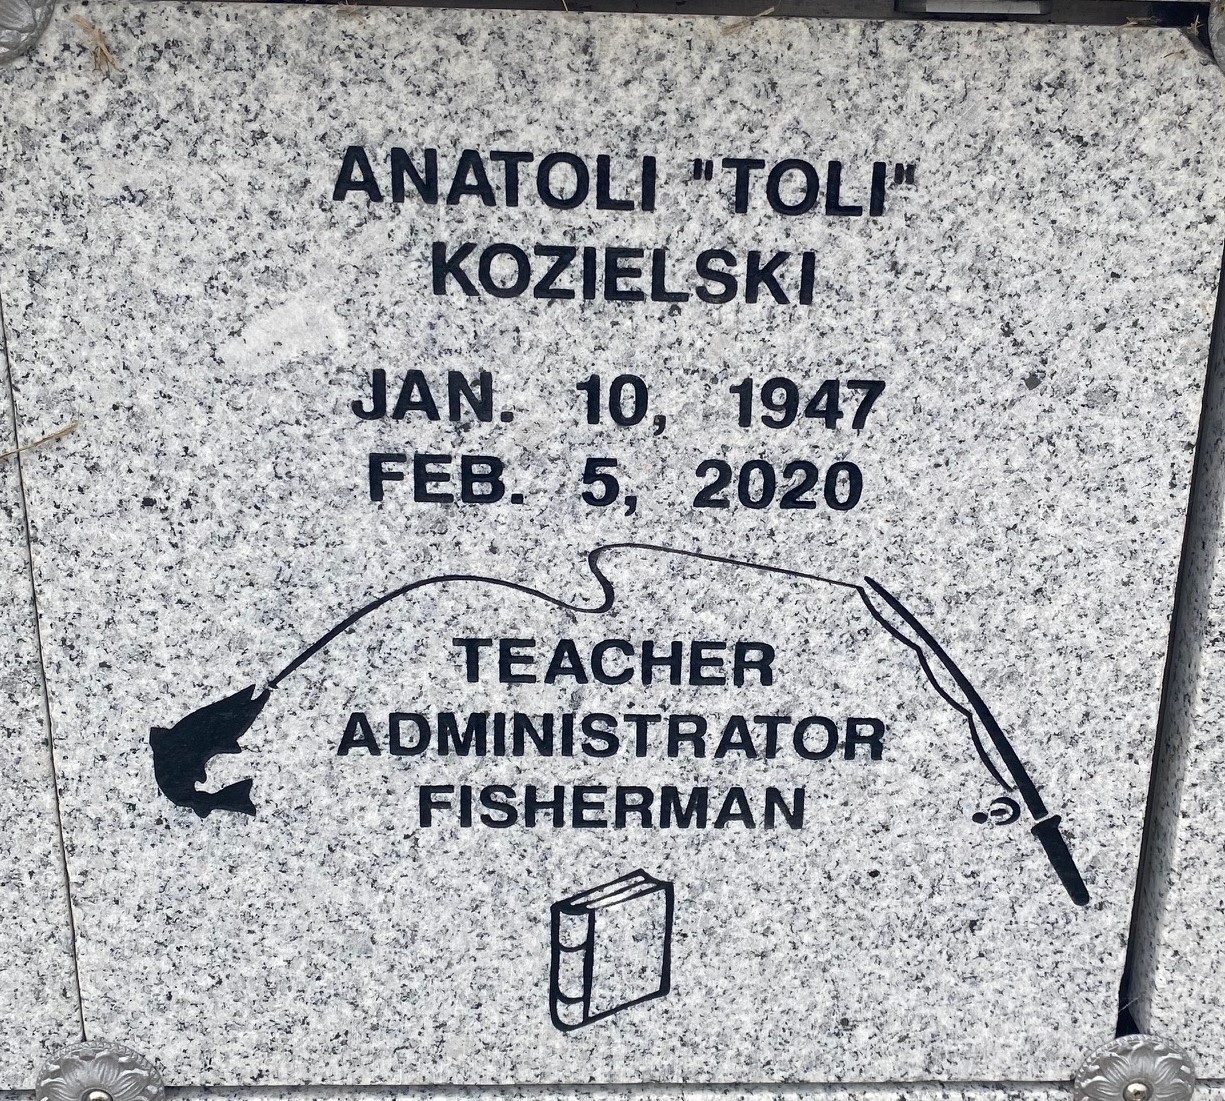 ANATOLI "TOLI"
KOZIELSKI
JAN. 10, 1947
FEB. 5, 2020
TEACHER
ADMINISTRATOR
FISHERMAN